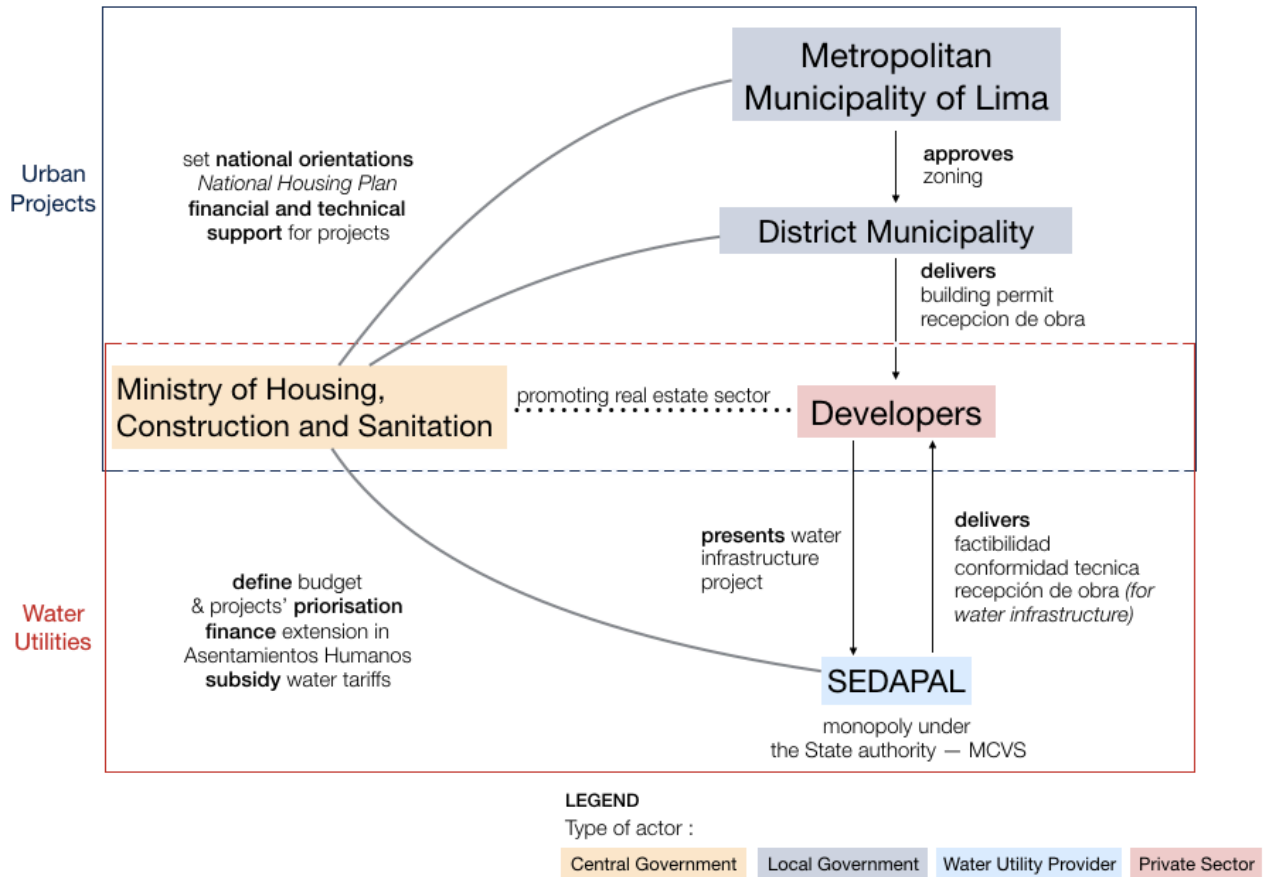 Metropolitan
Municipality of Lima
approves
zoning
Urban
Projects
set national orientations
National Housing Plan
financial and technical
support for projects
District Municipality
delivers
building permit
recepcion de obra
Ministry of Housing,
Construction and Sanitation
promoting real estate sector
Developers
presents water
infrastructure
project
delivers
factibilidad
conformidad tecnica
recepción de obra (for
water infrastructure)
Water
Utilities
define budget
& projects' priorisation
finance extension in
Asentamientos Humanos
subsidy water tariffs
SEDAPAL
monopoly under
the State authority — MCVS
LEGEND
Type of actor :
Central Government
Local Government
Water Utility Provider
Private Sector